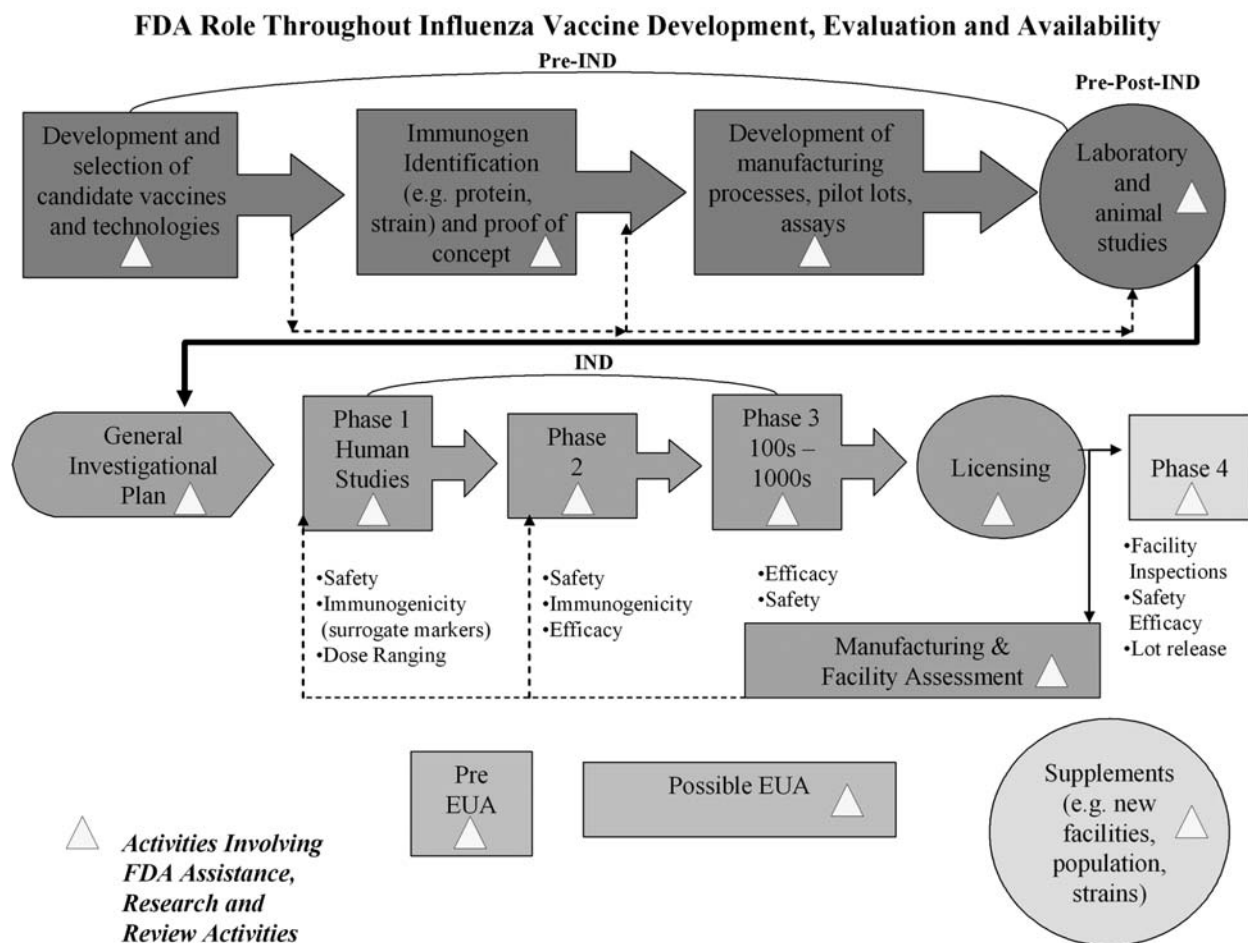 FDA Role Throughout Influenza Vaccine Development, Evaluation and Availability
Pre-IND
Pre-Post-IND
Development and
selection of
candidate vaccines
and technologies
Immunogen
Identification
(e.g. protein,
strain) and proof of
concept
Development of
manufacturing
processes, pilot lots,
assays
Laboratory
and
animal
studies
IND
General
Investigational
Plan
Phase 1
Human
Studies
Phase
2
Phase 3
100s –
1000s
Licensing
Phase 4
•Safety
•Immunogenicity
(surrogate markers)
•Dose Ranging
•Safety
•Immunogenicity
•Efficacy
•Efficacy
•Safety
•Facility
Inspections
•Safety
Efficacy
•Lot release
Manufacturing &
Facility Assessment
Pre
EUA
Possible EUA
Supplements
(e.g. new
facilities,
population,
strains)
Activities Involving
FDA Assistance,
Research and
Review Activities